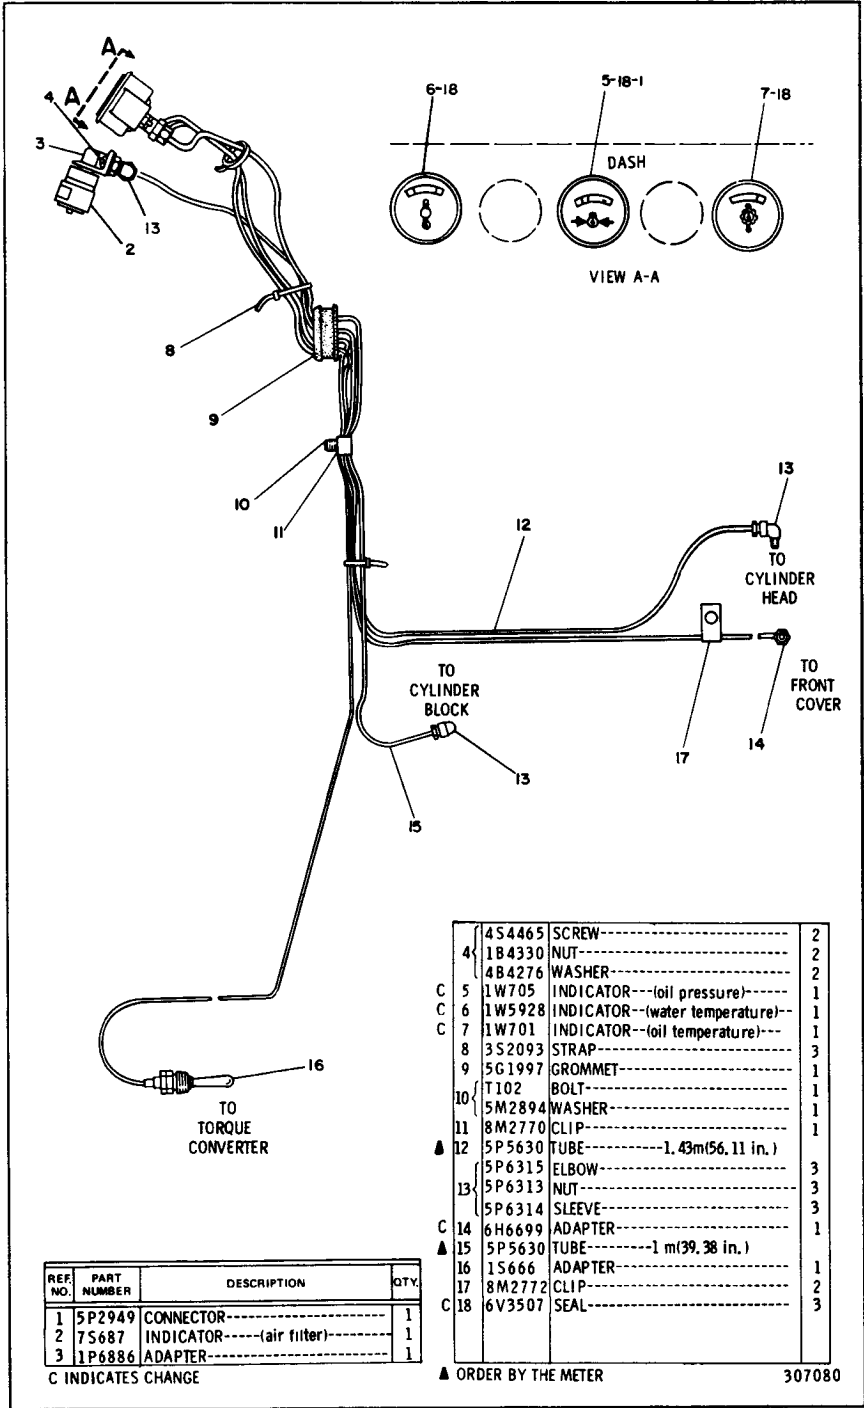 A
A
4
3
13
2
6-18
5-18-1
7-18
DASH
VIEW A-A
8
9
10
11
12
13
TO
CYLINDER
HEAD
TO
CYLINDER
BLOCK
TO
FRONT
COVER
17
14
13
15
16
TO
TORQUE
CONVERTER
4 4S4465 SCREW 2
1B4330 NUT 2
4B4276 WASHER 2
C 5 1W705 INDICATOR---(oil pressure) 1
C 6 1W5928 INDICATOR--(water temperature)-- 1
C 7 1W701 INDICATOR--(oil temperature)--- 1
8 3S2093 STRAP 3
9 5G1997 GROMMET 1
10 T102 BOLT 1
5M2894 WASHER 1
11 8M2770 CLIP 1
▲ 12 5P5630 TUBE---------1.43m(56.11 in.)
13 5P6315 ELBOW 3
5P6313 NUT 3
5P6314 SLEEVE 3
C 14 6H6699 ADAPTER 1
▲ 15 5P5630 TUBE---------1 m(39.38 in.)
16 1S666 ADAPTER 1
17 8M2772 CLIP 2
C 18 6V3507 SEAL 3
REF. NO. PART NUMBER DESCRIPTION QTY.
1 5P2949 CONNECTOR 1
2 7S687 INDICATOR-----(air filter) 1
3 1P6886 ADAPTER 1
C INDICATES CHANGE
▲ ORDER BY THE METER
307080